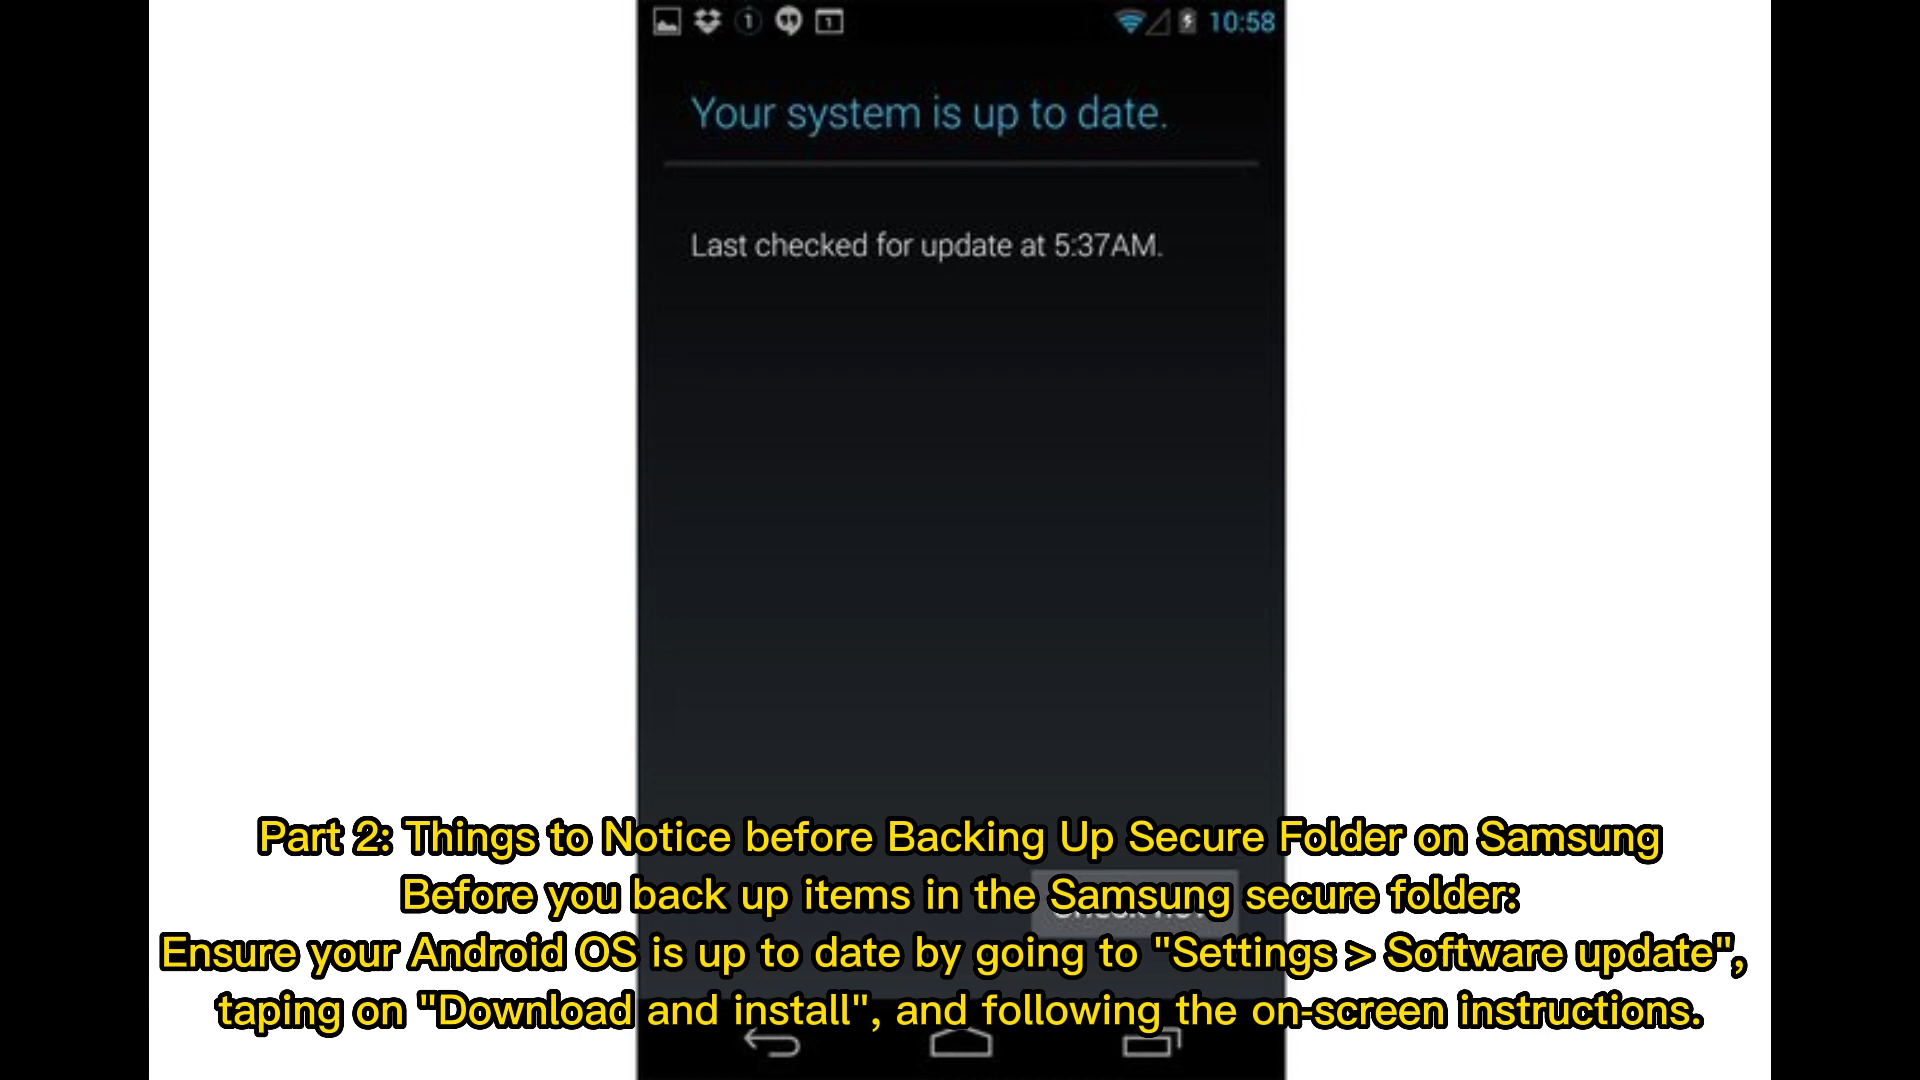 10:58
Your system is up to date.
Last checked for update at 5:37AM.
Part 2: Things to Notice before Backing Up Secure Folder on Samsung
Before you back up items in the Samsung secure folder:
Ensure your Android OS is up to date by going to "Settings > Software update",
taping on "Download and install", and following the on-screen instructions.